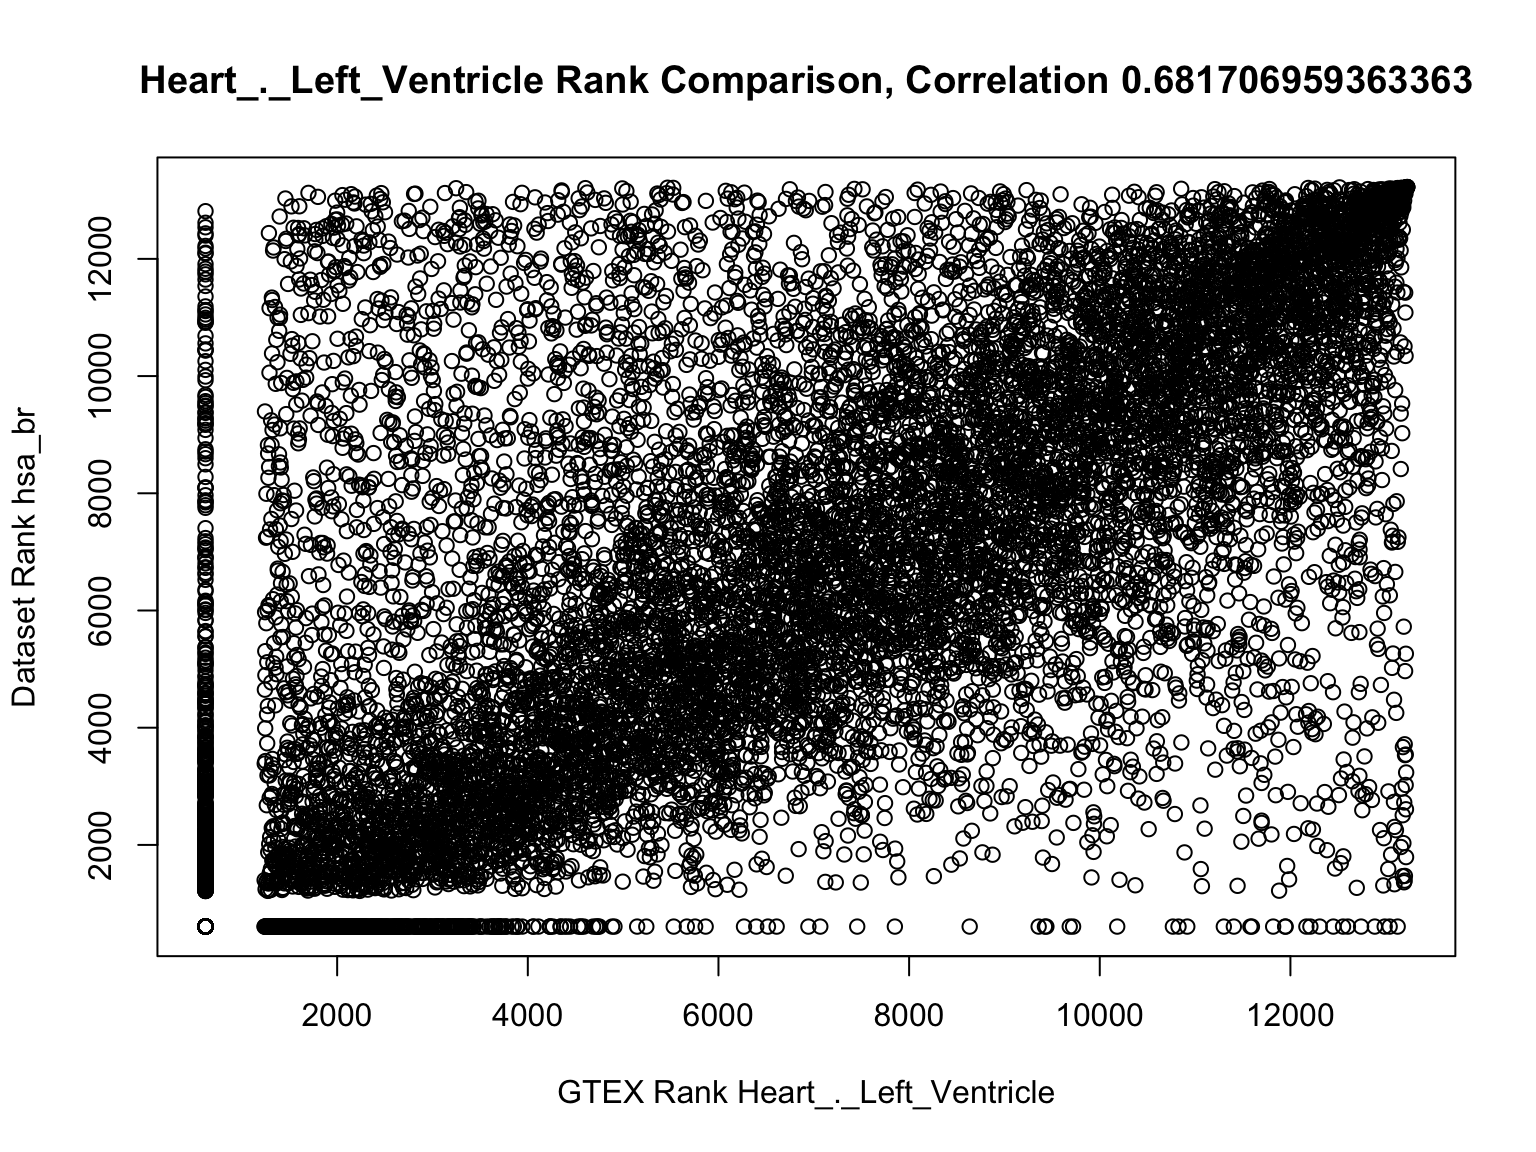 Heart_._Left_Ventricle Rank Comparison, Correlation 0.681706959363363
Dataset Rank hsa_br
12000
10000
8000
6000
4000
2000
2000 4000 6000 8000 10000 12000
GTEX Rank Heart_._Left_Ventricle